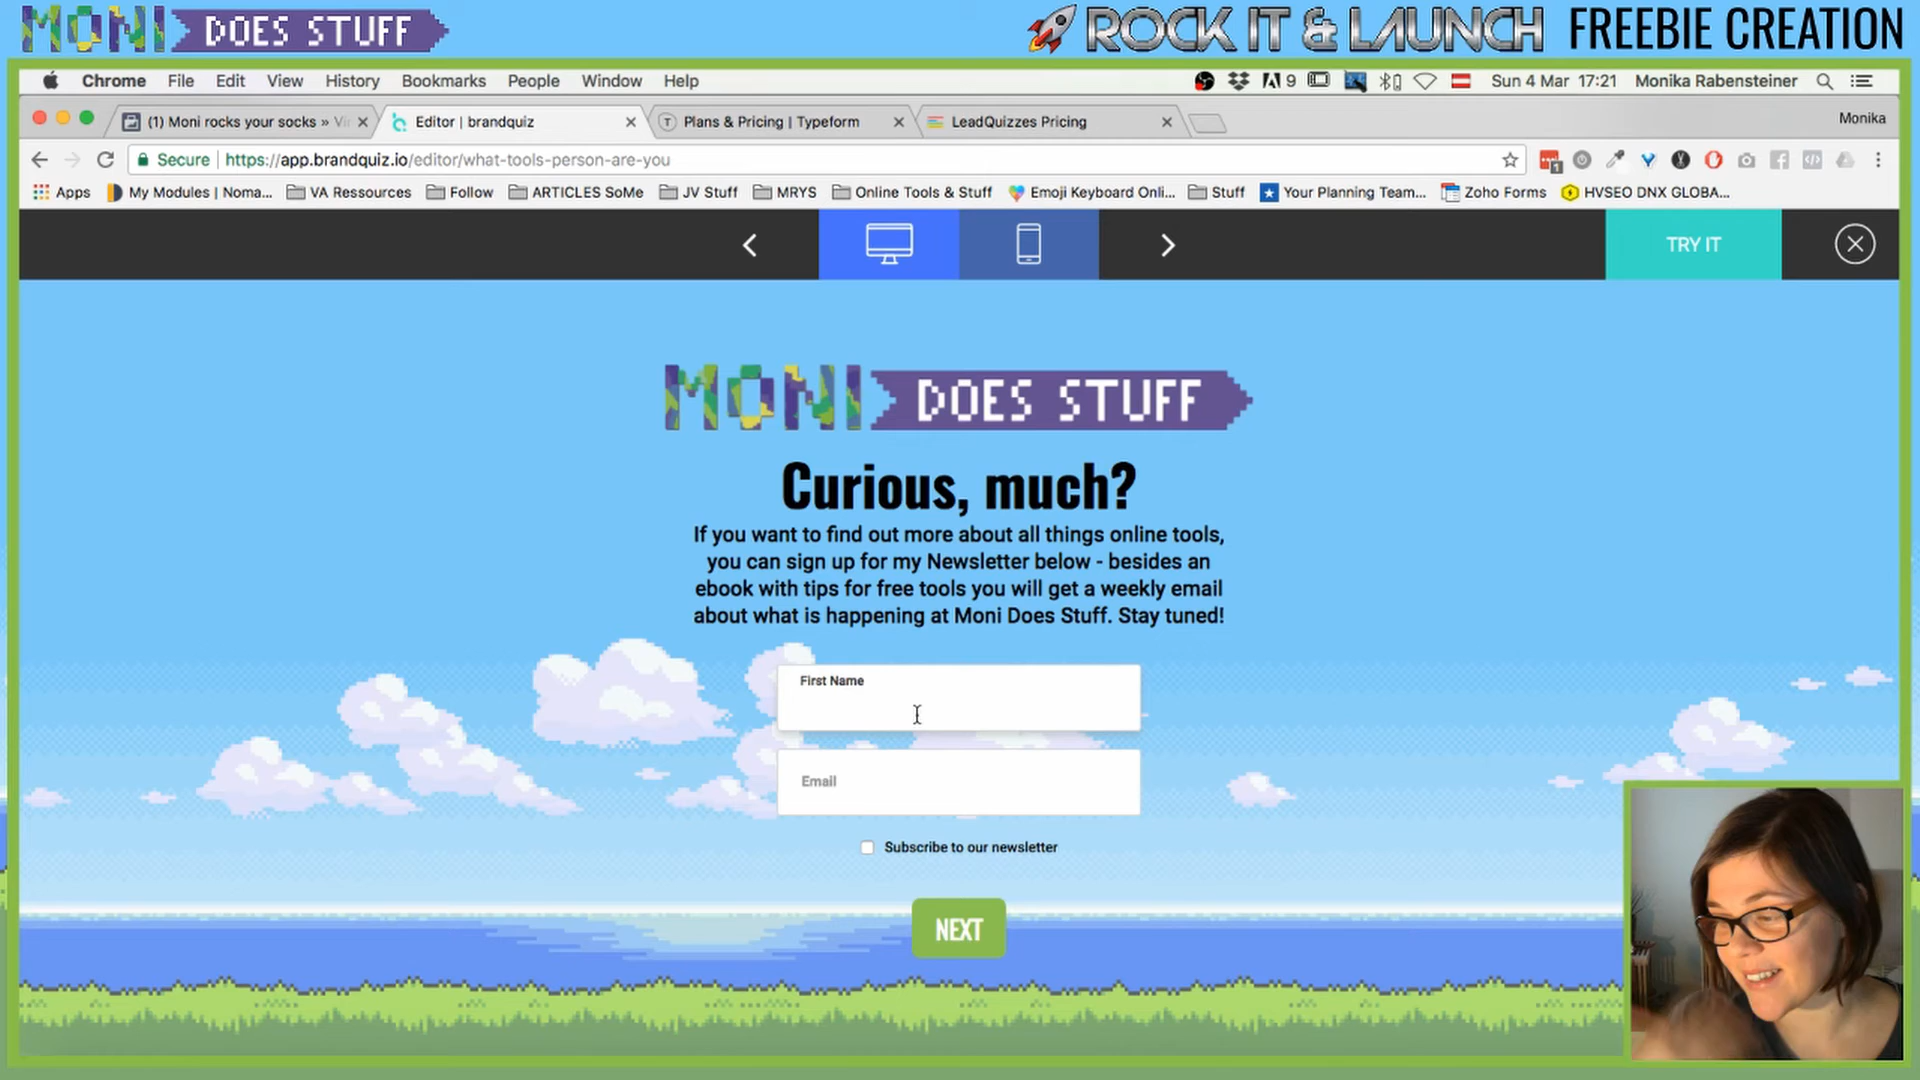 MONI DOES STUFF
ROCK IT & LAUNCH FREEBIE CREATION
Chrome File Edit View History Bookmarks People Window Help
9 Sun 4 Mar 17:21 Monika Rabensteiner
(1) Moni rocks your socks »
Editor | brandquiz
Plans & Pricing | Typeform
LeadQuizzes Pricing
Monika
Secure https://app.brandquiz.io/editor/what-tools-person-are-you
1
Apps My Modules | Noma... VA Ressources Follow ARTICLES SoMe JV Stuff MRYS Online Tools & Stuff Emoji Keyboard Onli... Stuff Your Planning Team... Zoho Forms HVSEO DNX GLOBA...
TRY IT
MONI DOES STUFF
Curious, much?
If you want to find out more about all things online tools,
you can sign up for my Newsletter below - besides an
ebook with tips for free tools you will get a weekly email
about what is happening at Moni Does Stuff. Stay tuned!
First Name
Email
Subscribe to our newsletter
NEXT